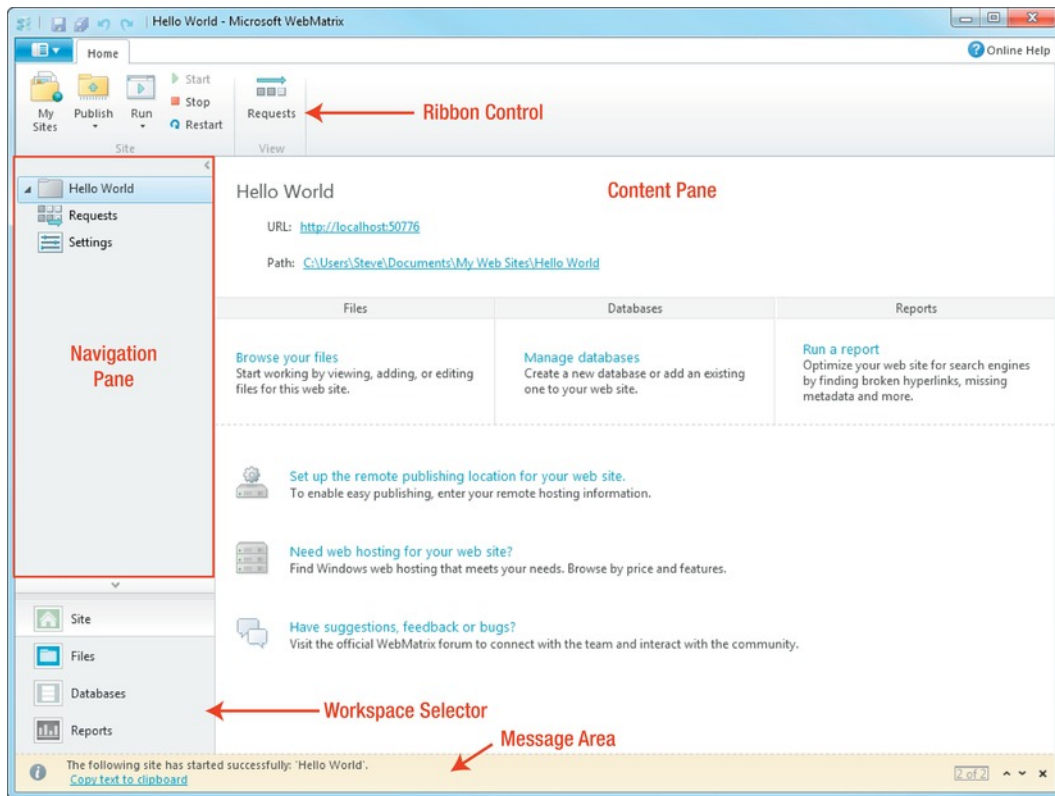 Hello World - Microsoft WebMatrix
Home
Online Help
My Sites
Publish
Run
Start
Stop
Restart
Site
Requests
View
Ribbon Control
Hello World
Requests
Settings
Navigation
Pane
Hello World
Content Pane
URL: http://localhost:50776
Path: C:\Users\Steve\Documents\My Web Sites\Hello World
Files
Databases
Reports
Browse your files
Start working by viewing, adding, or editing
files for this web site.
Manage databases
Create a new database or add an existing
one to your web site.
Run a report
Optimize your web site for search engines
by finding broken hyperlinks, missing
metadata and more.
Set up the remote publishing location for your web site.
To enable easy publishing, enter your remote hosting information.
Need web hosting for your web site?
Find Windows web hosting that meets your needs. Browse by price and features.
Have suggestions, feedback or bugs?
Visit the official WebMatrix forum to connect with the team and interact with the community.
Site
Files
Databases
Reports
Workspace Selector
Message Area
The following site has started successfully: 'Hello World'.
Copy text to clipboard
2 of 2